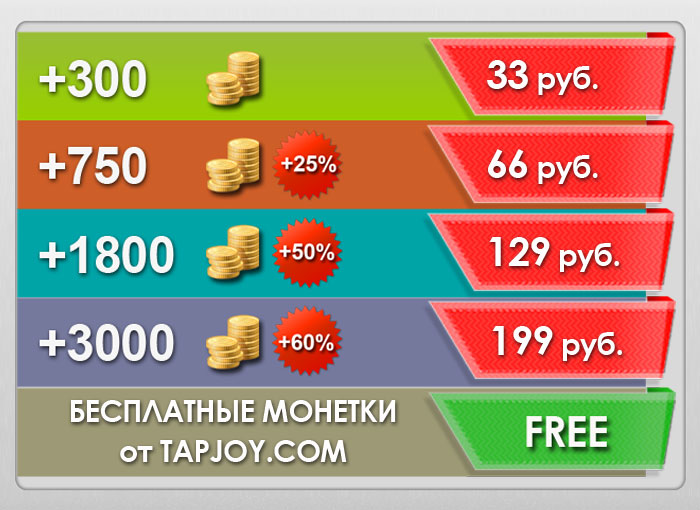 +300 33 руб.
+750 +25% 66 руб.
+1800 +50% 129 руб.
+3000 +60% 199 руб.
БЕСПЛАТНЫЕ МОНЕТКИ
от TAPJOY.COM
FREE